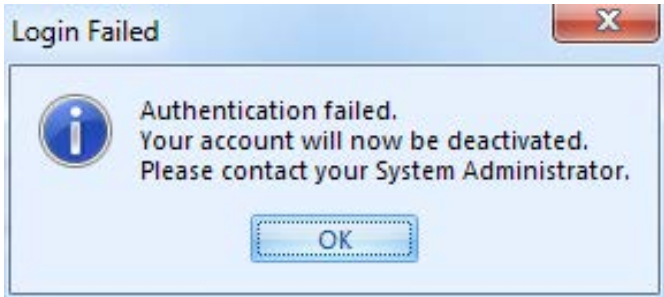 Login Failed
Authentication failed.
Your account will now be deactivated.
Please contact your System Administrator.
OK